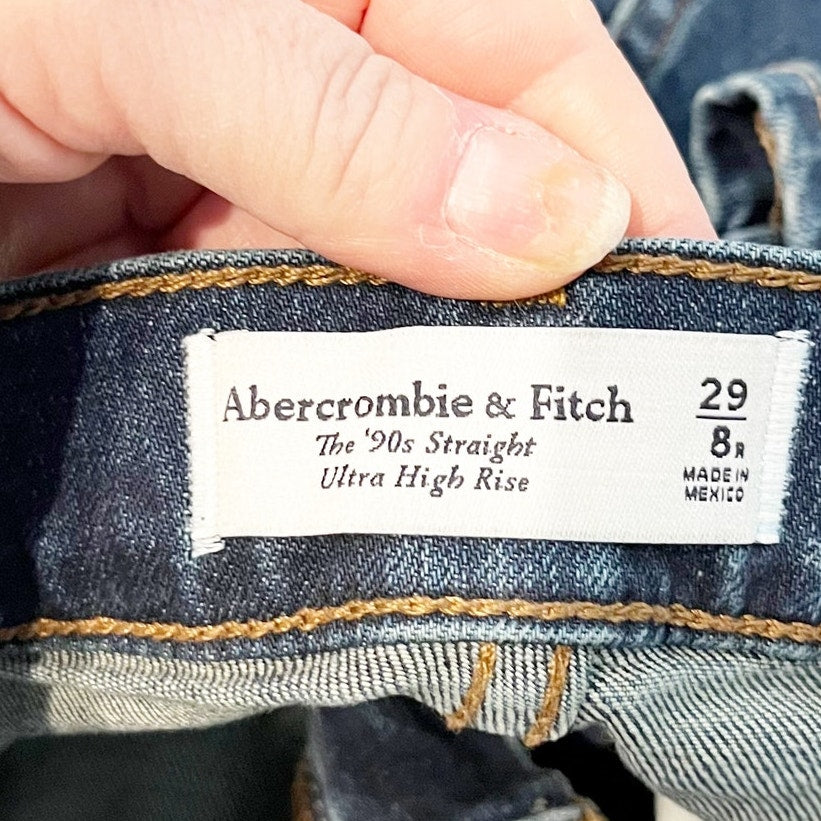 Abercrombie & Fitch
The '90s Straight
Ultra High Rise
29
8R
MADE IN
MEXICO